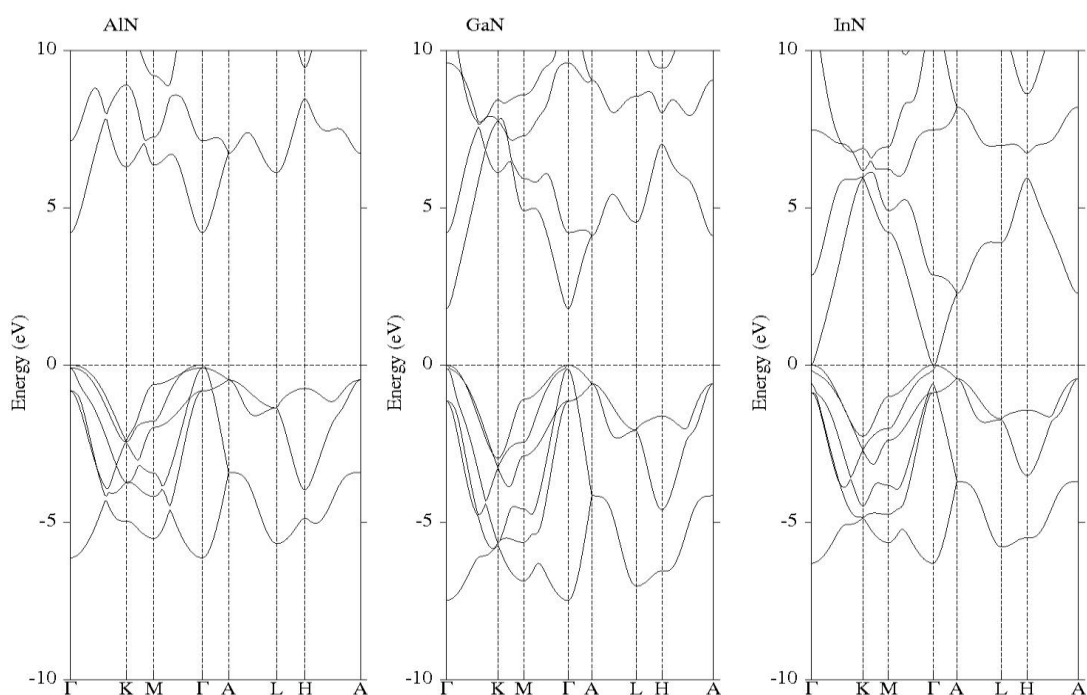 AlN
GaN
InN
10
5
0
-5
-10
Energy (eV)
Γ K M Γ A L H A
10
5
0
-5
-10
Energy (eV)
Γ K M Γ A L H A
10
5
0
-5
-10
Energy (eV)
Γ K M Γ A L H A